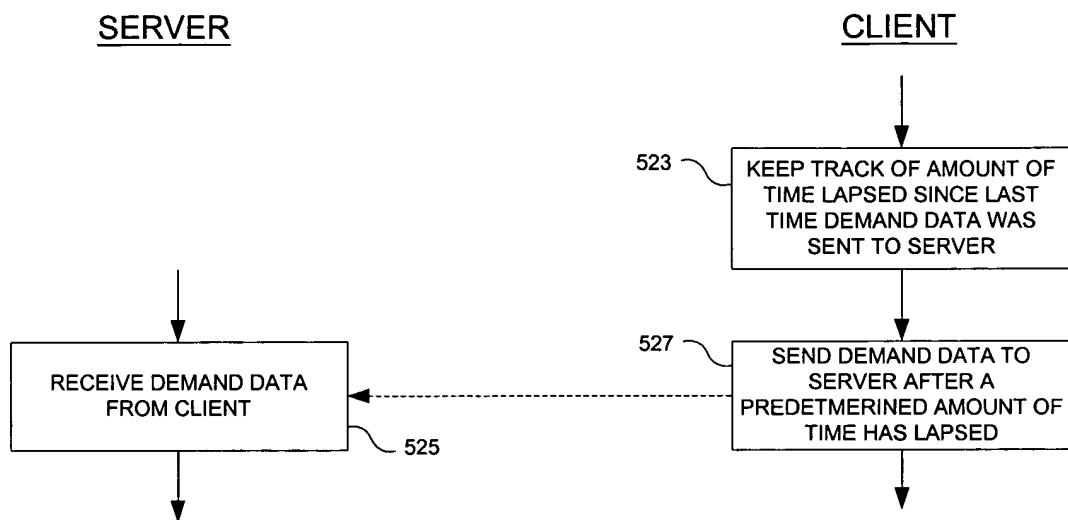 SERVER
CLIENT
523
KEEP TRACK OF AMOUNT OF
TIME LAPSED SINCE LAST
TIME DEMAND DATA WAS
SENT TO SERVER
527
SEND DEMAND DATA TO
SERVER AFTER A
PREDETMERINED AMOUNT OF
TIME HAS LAPSED
RECEIVE DEMAND DATA
FROM CLIENT
525